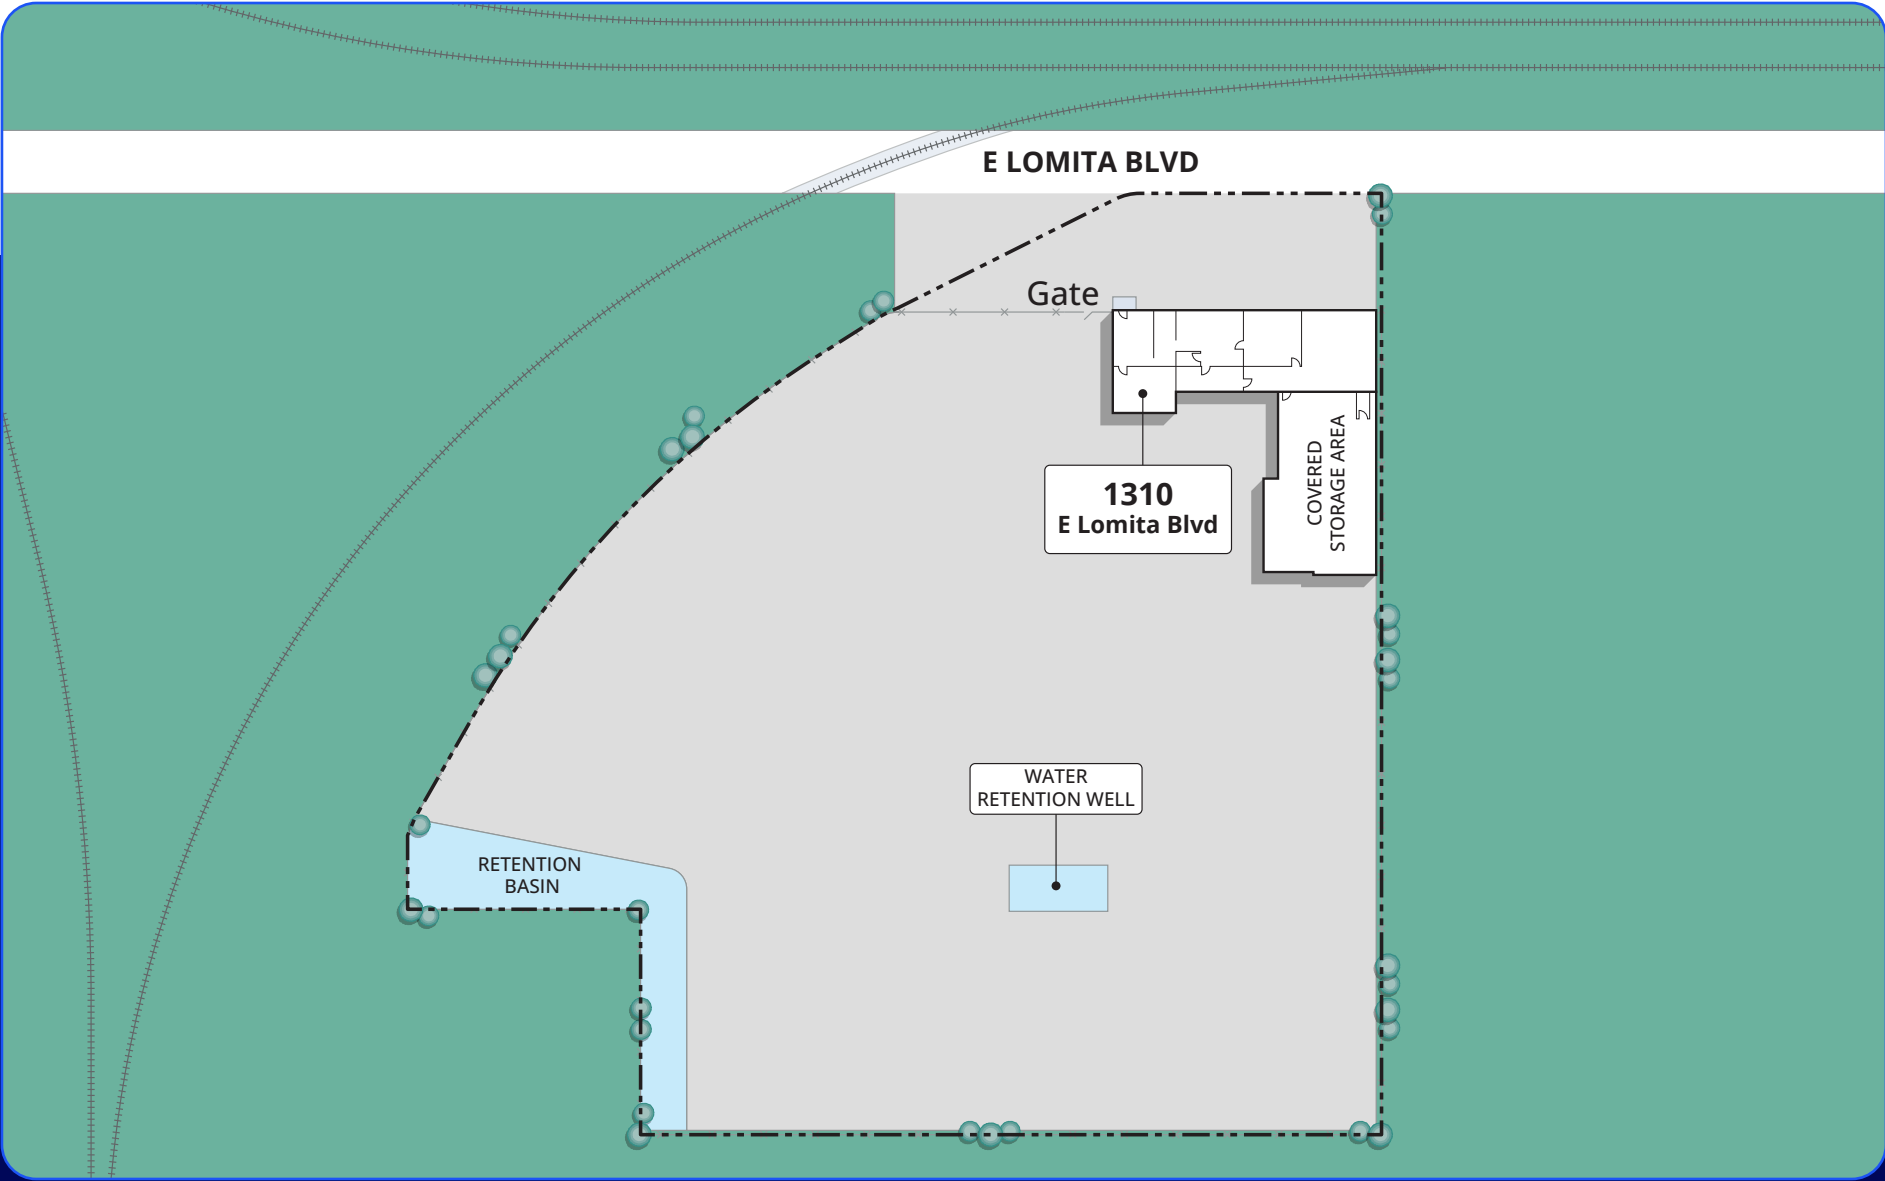 E LOMITA BLVD
Gate
COVERED
STORAGE AREA
1310
E Lomita Blvd
WATER
RETENTION WELL
RETENTION
BASIN